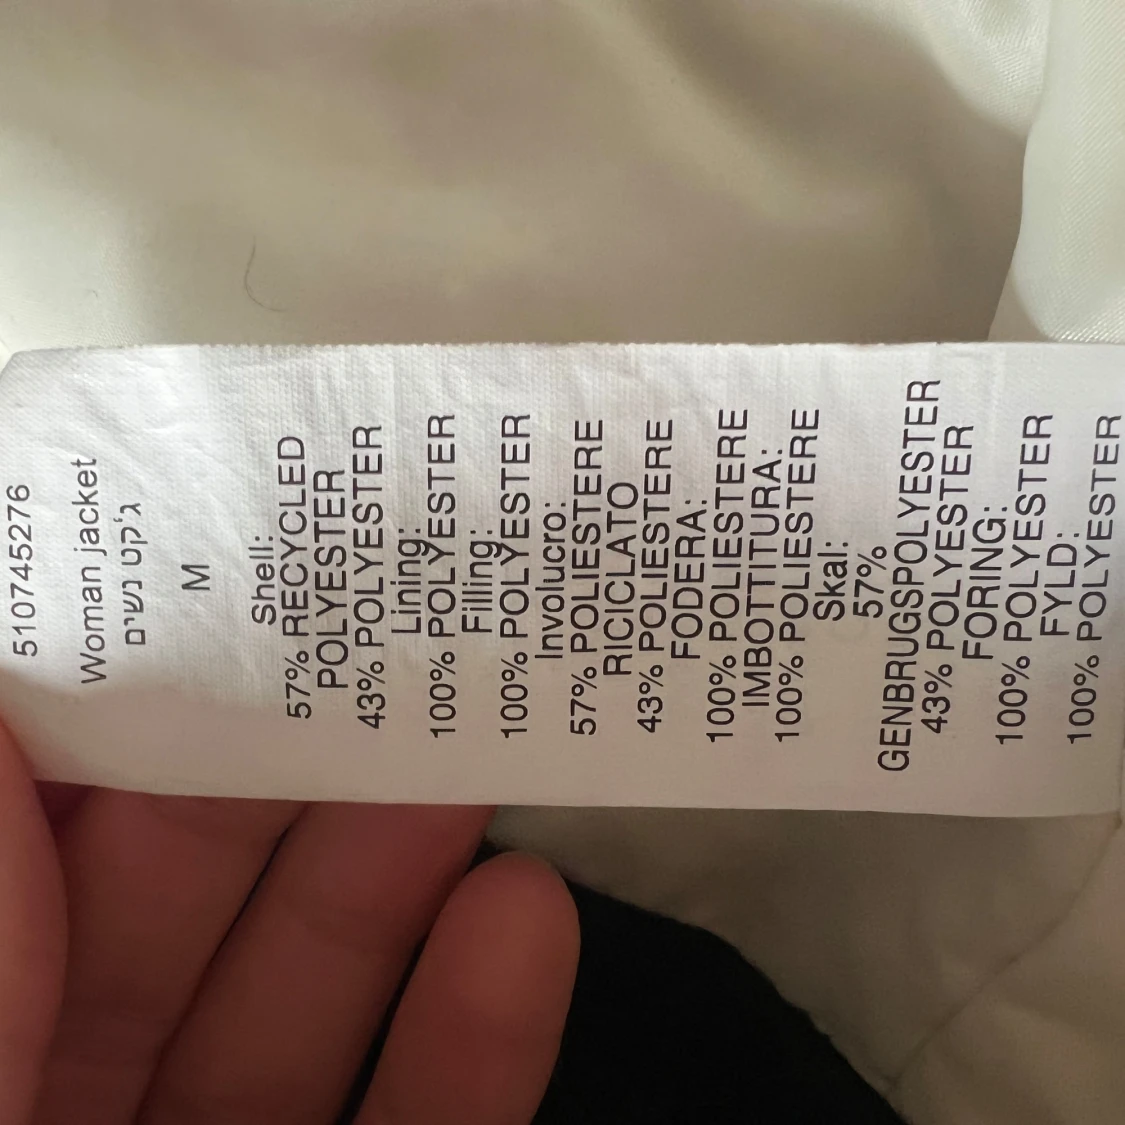 510745276
Woman jacket
ג'קט נשים
M
Shell:
57% RECYCLED
POLYESTER
43% POLYESTER
Lining:
100% POLYESTER
Filling:
100% POLYESTER
Involucro:
57% POLIESTERE
RICICLATO
43% POLIESTERE
FODERA:
100% POLIESTERE
IMBOTTITURA:
100% POLIESTERE
Skal:
57%
GENBRUGSPOLYESTER
43% POLYESTER
FORING:
100% POLYESTER
FYLD:
100% POLYESTER